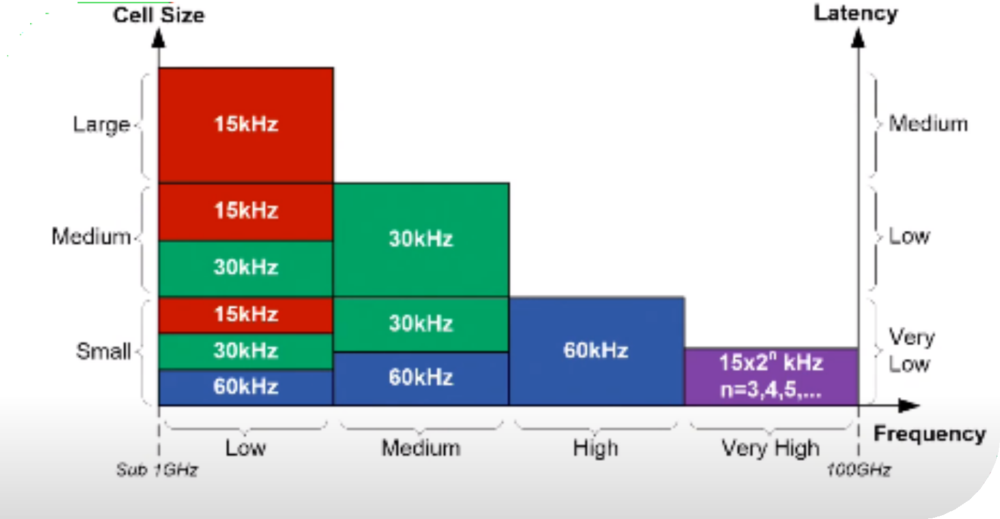 Cell Size
Latency
Large
15kHz
Medium
Medium
15kHz
30kHz
30kHz
Low
Small
15kHz
30kHz
60kHz
30kHz
60kHz
60kHz
15x2ⁿ kHz
n=3,4,5,...
Very
Low
Low
Medium
High
Very High
Frequency
Sub 1GHz
100GHz